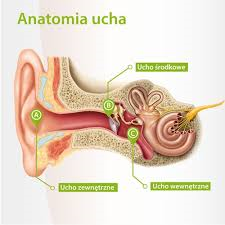 Anatomia ucha
Ucho środkowe
B
A
C
Ucho zewnętrzne
Ucho wewnętrzne